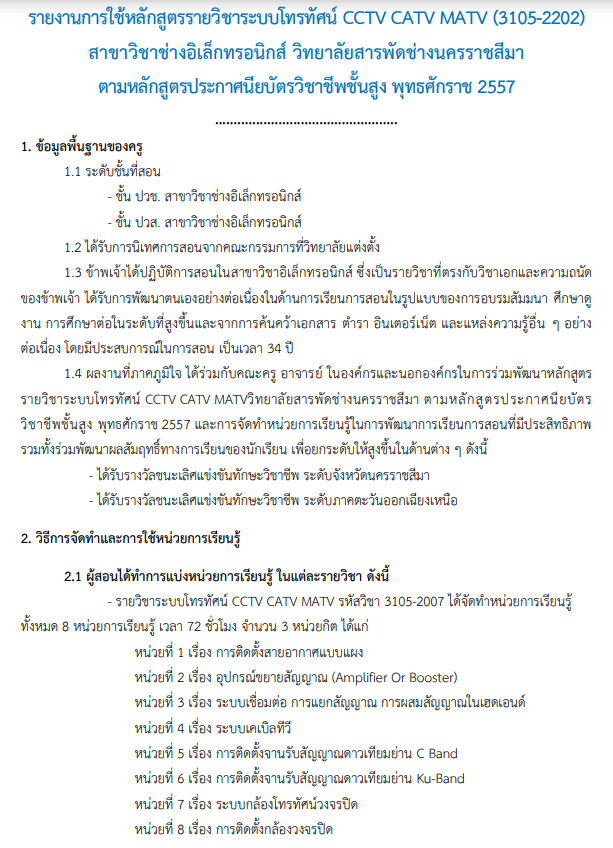 รายงานการใช้หลักสูตรรายวิชาระบบโทรทัศน์ CCTV CATV MATV (3105-2202)
สาขาวิชาช่างอิเล็กทรอนิกส์ วิทยาลัยสารพัดช่างนครราชสีมา
ตามหลักสูตรประกาศนียบัตรวิชาชีพชั้นสูง พุทธศักราช 2557
.................................................
1. ข้อมูลพื้นฐานของครู
1.1 ระดับชั้นที่สอน
- ชั้น ปวช. สาขาวิชาช่างอิเล็กทรอนิกส์
- ชั้น ปวส. สาขาวิชาช่างอิเล็กทรอนิกส์
1.2 ได้รับการนิเทศการสอนจากคณะกรรมการที่วิทยาลัยแต่งตั้ง
1.3 ข้าพเจ้าได้ปฏิบัติการสอนในสาขาวิชาอิเล็กทรอนิกส์ ซึ่งเป็นรายวิชาที่ตรงกับวิชาเอกและความถนัด
ของข้าพเจ้า ได้รับการพัฒนาตนเองอย่างต่อเนื่องในด้านการเรียนการสอนในรูปแบบของการอบรมสัมมนา ศึกษาดู
งาน การศึกษาต่อในระดับที่สูงขึ้นและจากการค้นคว้าเอกสาร ตำรา อินเตอร์เน็ต และแหล่งความรู้อื่น ๆ อย่าง
ต่อเนื่อง โดยมีประสบการณ์ในการสอน เป็นเวลา 34 ปี
1.4 ผลงานที่ภาคภูมิใจ ได้ร่วมกับคณะครู อาจารย์ ในองค์กรและนอกองค์กรในการร่วมพัฒนาหลักสูตร
รายวิชาระบบโทรทัศน์ CCTV CATV MATVวิทยาลัยสารพัดช่างนครราชสีมา ตามหลักสูตรประกาศนียบัตร
วิชาชีพชั้นสูง พุทธศักราช 2557 และการจัดทำหน่วยการเรียนรู้ในการพัฒนาการเรียนการสอนที่มีประสิทธิภาพ
รวมทั้งร่วมพัฒนาผลสัมฤทธิ์ทางการเรียนของนักเรียน เพื่อยกระดับให้สูงขึ้นในด้านต่าง ๆ ดังนี้
- ได้รับรางวัลชนะเลิศแข่งขันทักษะวิชาชีพ ระดับจังหวัดนครราชสีมา
- ได้รับรางวัลชนะเลิศแข่งขันทักษะวิชาชีพ ระดับภาคตะวันออกเฉียงเหนือ
2. วิธีการจัดทำและการใช้หน่วยการเรียนรู้
2.1 ผู้สอนได้ทำการแบ่งหน่วยการเรียนรู้ ในแต่ละรายวิชา ดังนี้
- รายวิชาระบบโทรทัศน์ CCTV CATV MATV รหัสวิชา 3105-2007 ได้จัดทำหน่วยการเรียนรู้
ทั้งหมด 8 หน่วยการเรียนรู้ เวลา 72 ชั่วโมง จำนวน 3 หน่วยกิต ได้แก่
หน่วยที่ 1 เรื่อง การติดตั้งสายอากาศแบบแผง
หน่วยที่ 2 เรื่อง อุปกรณ์ขยายสัญญาณ (Amplifier Or Booster)
หน่วยที่ 3 เรื่อง ระบบเชื่อมต่อ การแยกสัญญาณ การผสมสัญญาณในเฮดเอนด์
หน่วยที่ 4 เรื่อง ระบบเคเบิลทีวี
หน่วยที่ 5 เรื่อง การติดตั้งจานรับสัญญาณดาวเทียมย่าน C Band
หน่วยที่ 6 เรื่อง การติดตั้งจานรับสัญญาณดาวเทียมย่าน Ku-Band
หน่วยที่ 7 เรื่อง ระบบกล้องโทรทัศน์วงจรปิด
หน่วยที่ 8 เรื่อง การติดตั้งกล้องวงจรปิด